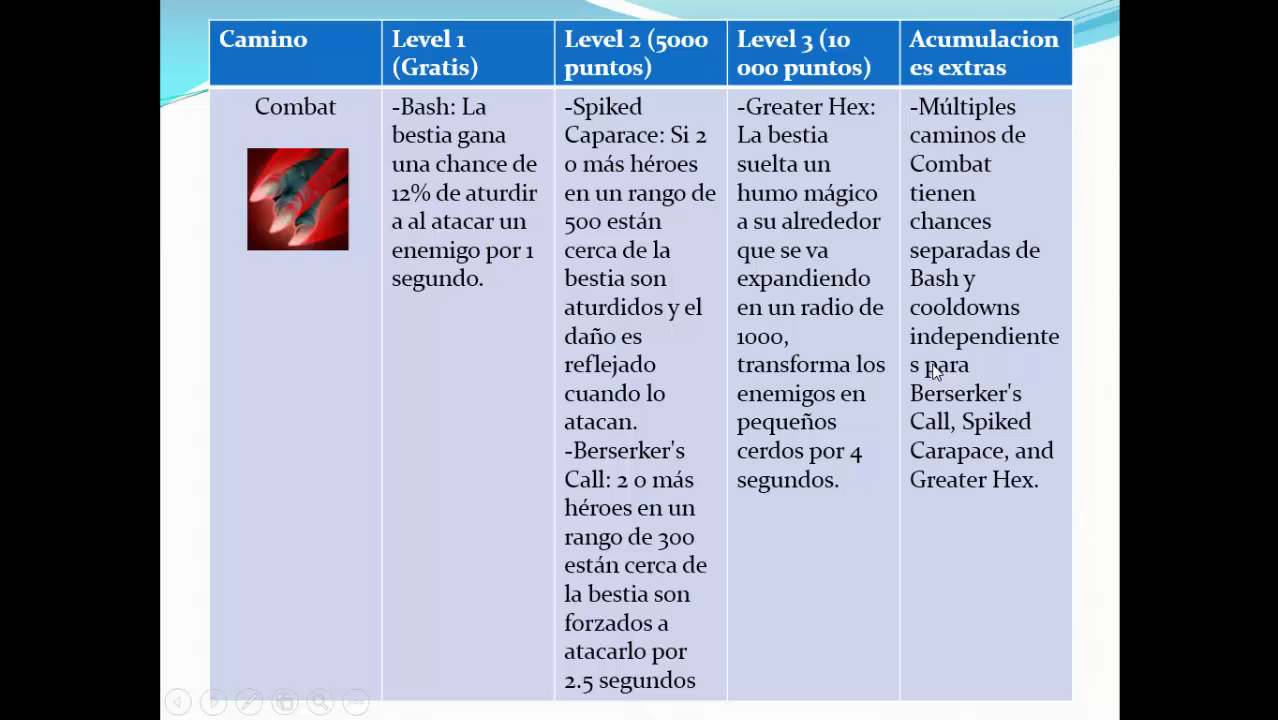 Camino
Level 1
(Gratis)
Level 2 (5000
puntos)
Level 3 (10
000 puntos)
Acumulacion
es extras
Combat
-Bash: La
bestia gana
una chance de
12% de aturdir
a al atacar un
enemigo por 1
segundo.
-Spiked
Caparace: Si 2
o más héroes
en un rango de
500 están
cerca de la
bestia son
aturdidos y el
daño es
reflejado
cuando lo
atacan.
-Berserker's
Call: 2 o más
héroes en un
rango de 300
están cerca de
la bestia son
forzados a
atacarlo por
2.5 segundos
-Greater Hex:
La bestia
suelta un
humo mágico
a su alrededor
que se va
expandiendo
en un radio de
1000,
transforma los
enemigos en
pequeños
cerdos por 4
segundos.
-Múltiples
caminos de
Combat
tienen
chances
separadas de
Bash y
cooldowns
independiente
s para
Berserker's
Call, Spiked
Carapace, and
Greater Hex.